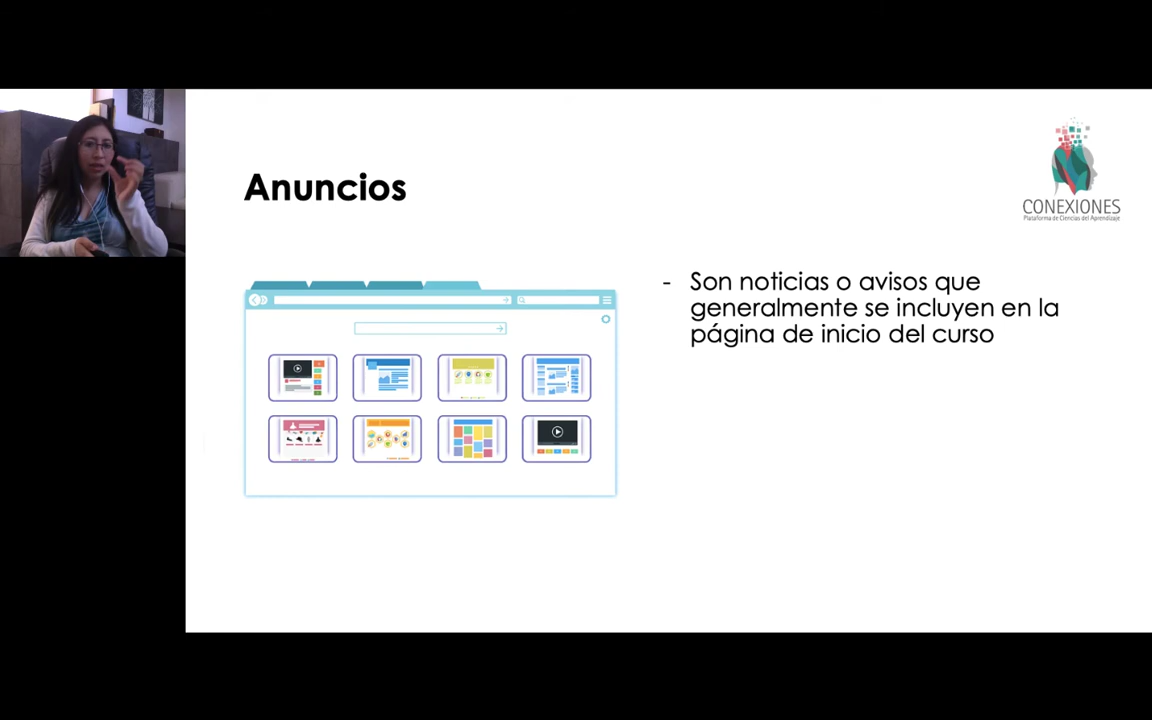 Anuncios
CONEXIONES
Plataforma de Ciencias del Aprendizaje
- Son noticias o avisos que
generalmente se incluyen en la
página de inicio del curso